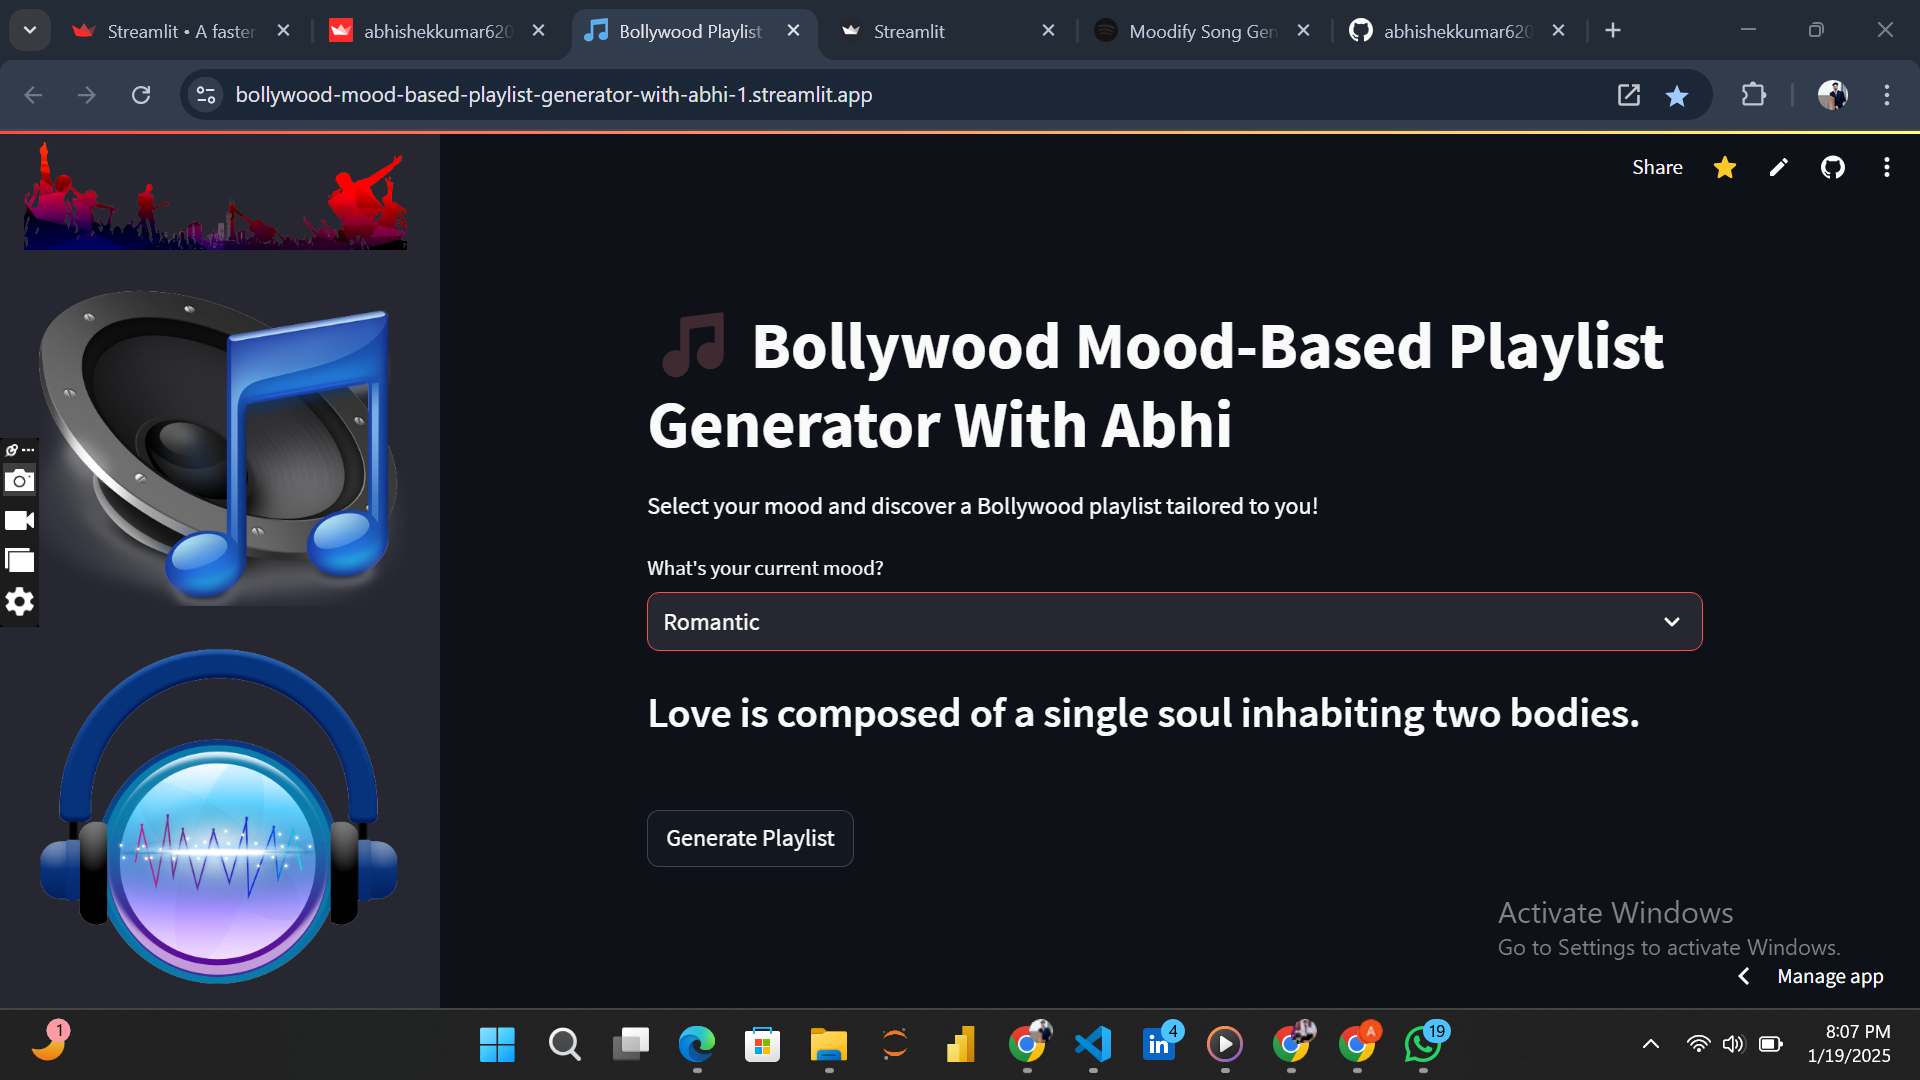 Streamlit • A faster
abhishekkumar620
Bollywood Playlist
Streamlit
Moodify Song Gen
abhishekkumar620
bollywood-mood-based-playlist-generator-with-abhi-1.streamlit.app
Share
Bollywood Mood-Based Playlist
Generator With Abhi
Select your mood and discover a Bollywood playlist tailored to you!
What's your current mood?
Romantic
Love is composed of a single soul inhabiting two bodies.
Generate Playlist
Activate Windows
Go to Settings to activate Windows.
Manage app
1
in
4
A
19
8:07 PM
1/19/2025